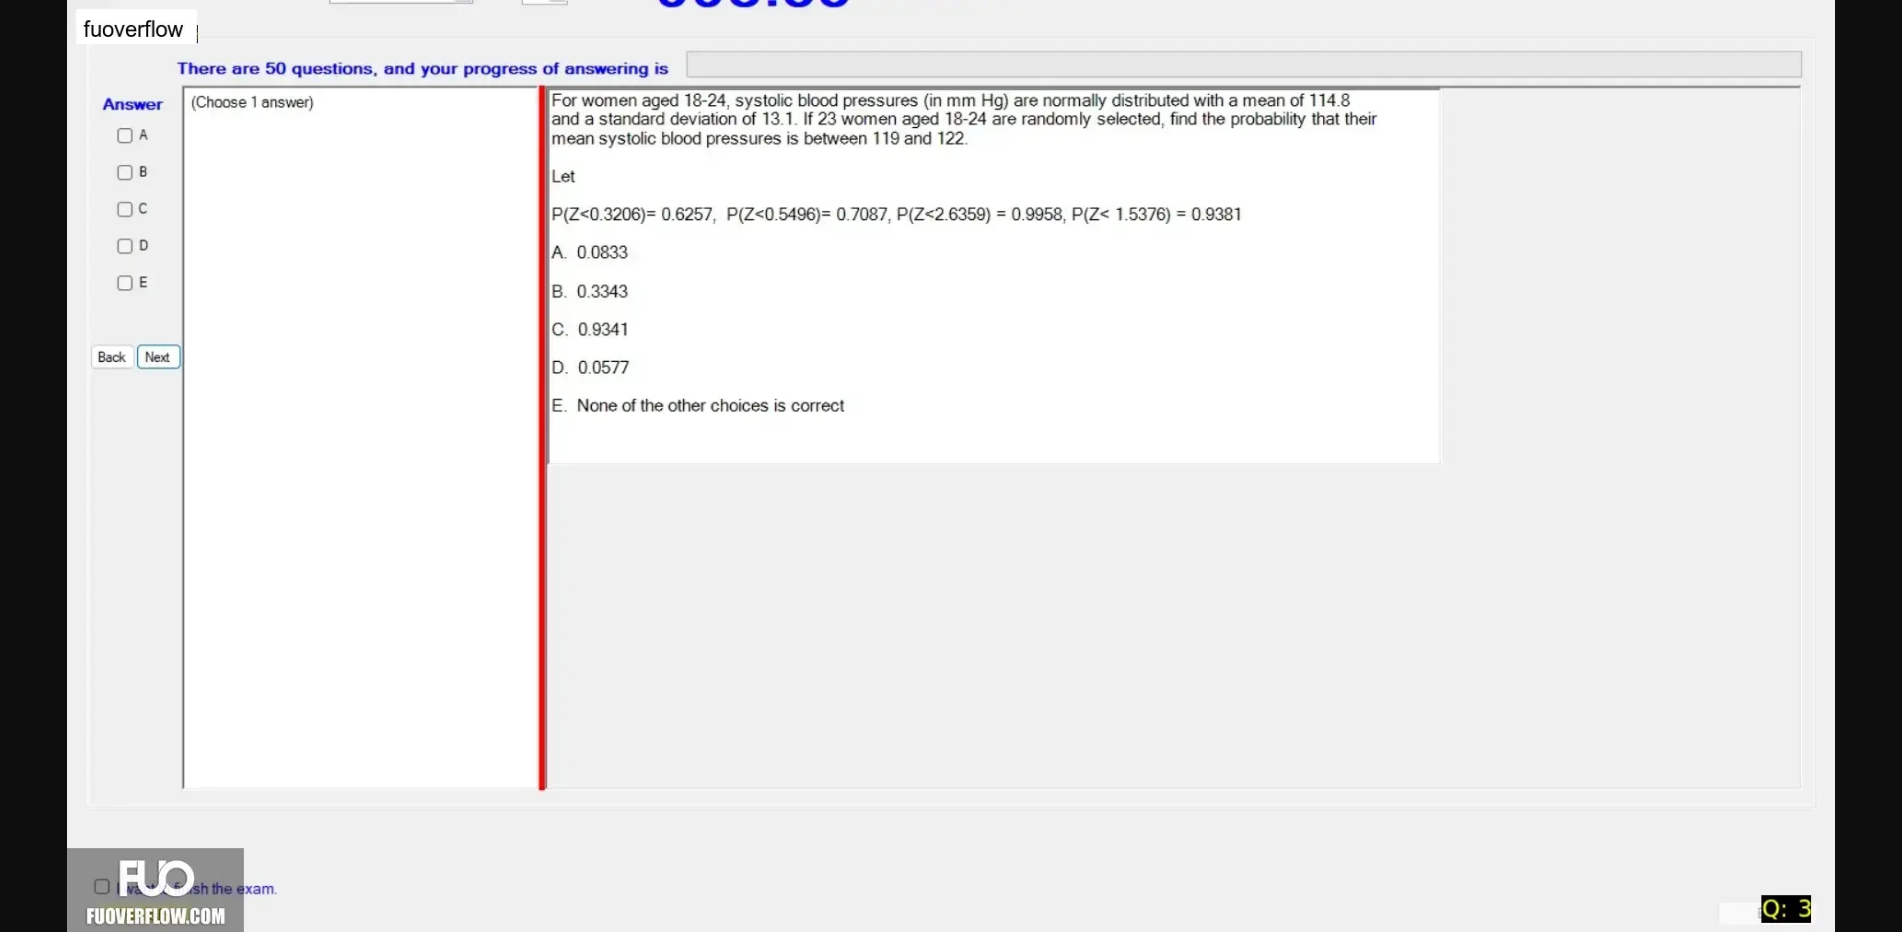 fuoverflow
There are 50 questions, and your progress of answering is
Answer
(Choose 1 answer)
A
B
C
D
E
Back Next
For women aged 18-24, systolic blood pressures (in mm Hg) are normally distributed with a mean of 114.8
and a standard deviation of 13.1. If 23 women aged 18-24 are randomly selected, find the probability that their
mean systolic blood pressures is between 119 and 122.
Let
P(Z<0.3206)= 0.6257, P(Z<0.5496)= 0.7087, P(Z<2.6359) = 0.9958, P(Z< 1.5376) = 0.9381
A. 0.0833
B. 0.3343
C. 0.9341
D. 0.0577
E. None of the other choices is correct
the exam.
FUO
FUOVERFLOW.COM
Q: 3